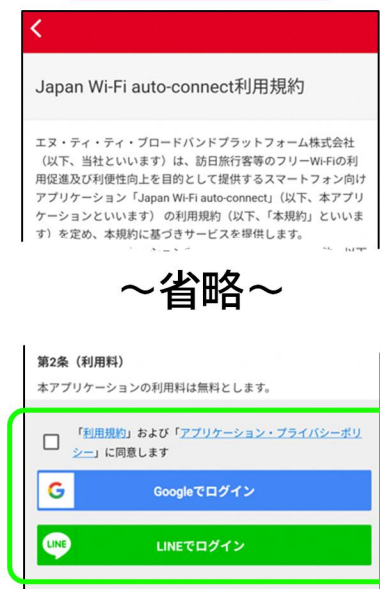 Japan Wi-Fi auto-connect利用規約
エヌ・ティ・ティ・ブロードバンドプラットフォーム株式会社
（以下、当社といいます）は、訪日旅行客等のフリーWi-Fiの利
用促進及び利便性向上を目的として提供するスマートフォン向け
アプリケーション「Japan Wi-Fi auto-connect」（以下、本アプリ
ケーションといいます） の利用規約（以下、「本規約」といいま
す）を定め、本規約に基づきサービスを提供します。
～省略～
第2条（利用料）
本アプリケーションの利用料は無料とします。
「利用規約」および「アプリケーション・プライバシーポリ
シー」に同意します
G Googleでログイン
LINE LINEでログイン